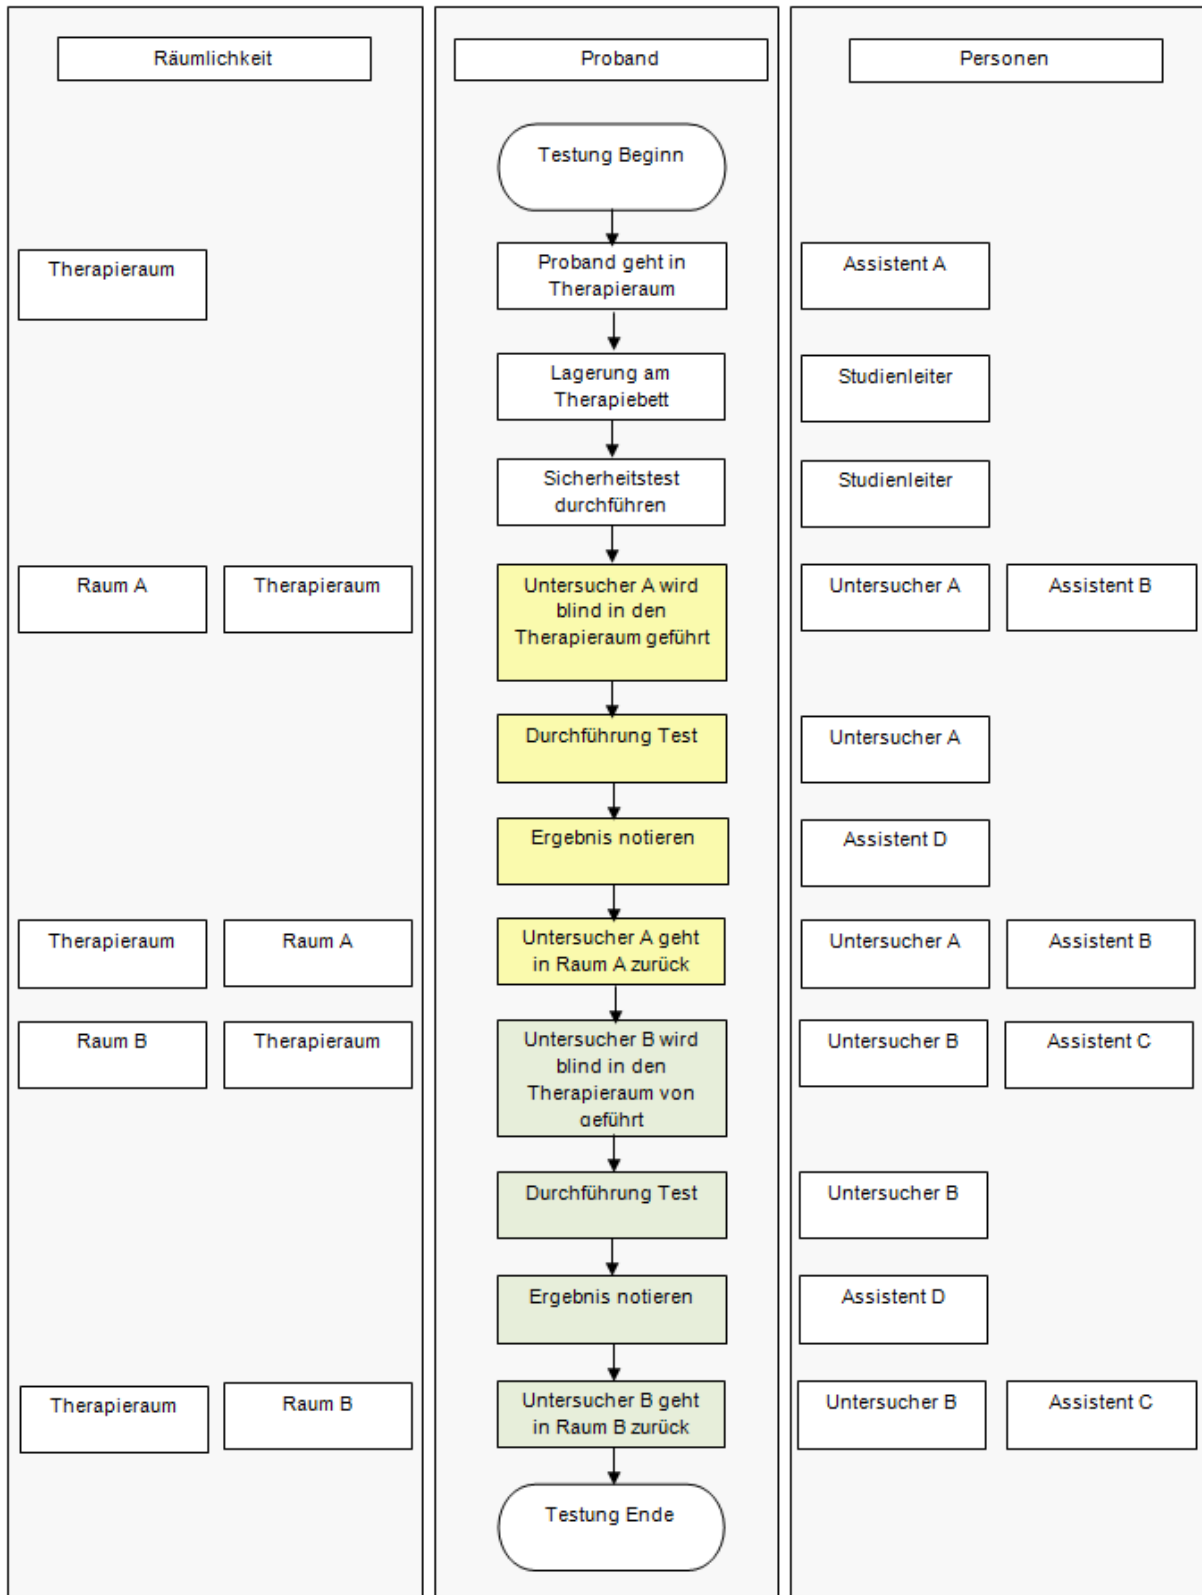 Räumlichkeit
Proband
Personen
Testung Beginn
Therapieraum
Proband geht in
Therapieraum
Assistent A
Lagerung am
Therapiebett
Studienleiter
Sicherheitstest
durchführen
Studienleiter
Raum A
Therapieraum
Untersucher A wird
blind in den
Therapieraum geführt
Untersucher A
Assistent B
Durchführung Test
Untersucher A
Ergebnis notieren
Assistent D
Therapieraum
Raum A
Untersucher A geht
in Raum A zurück
Untersucher A
Assistent B
Raum B
Therapieraum
Untersucher B wird
blind in den
Therapieraum von
geführt
Untersucher B
Assistent C
Durchführung Test
Untersucher B
Ergebnis notieren
Assistent D
Therapieraum
Raum B
Untersucher B geht
in Raum B zurück
Untersucher B
Assistent C
Testung Ende